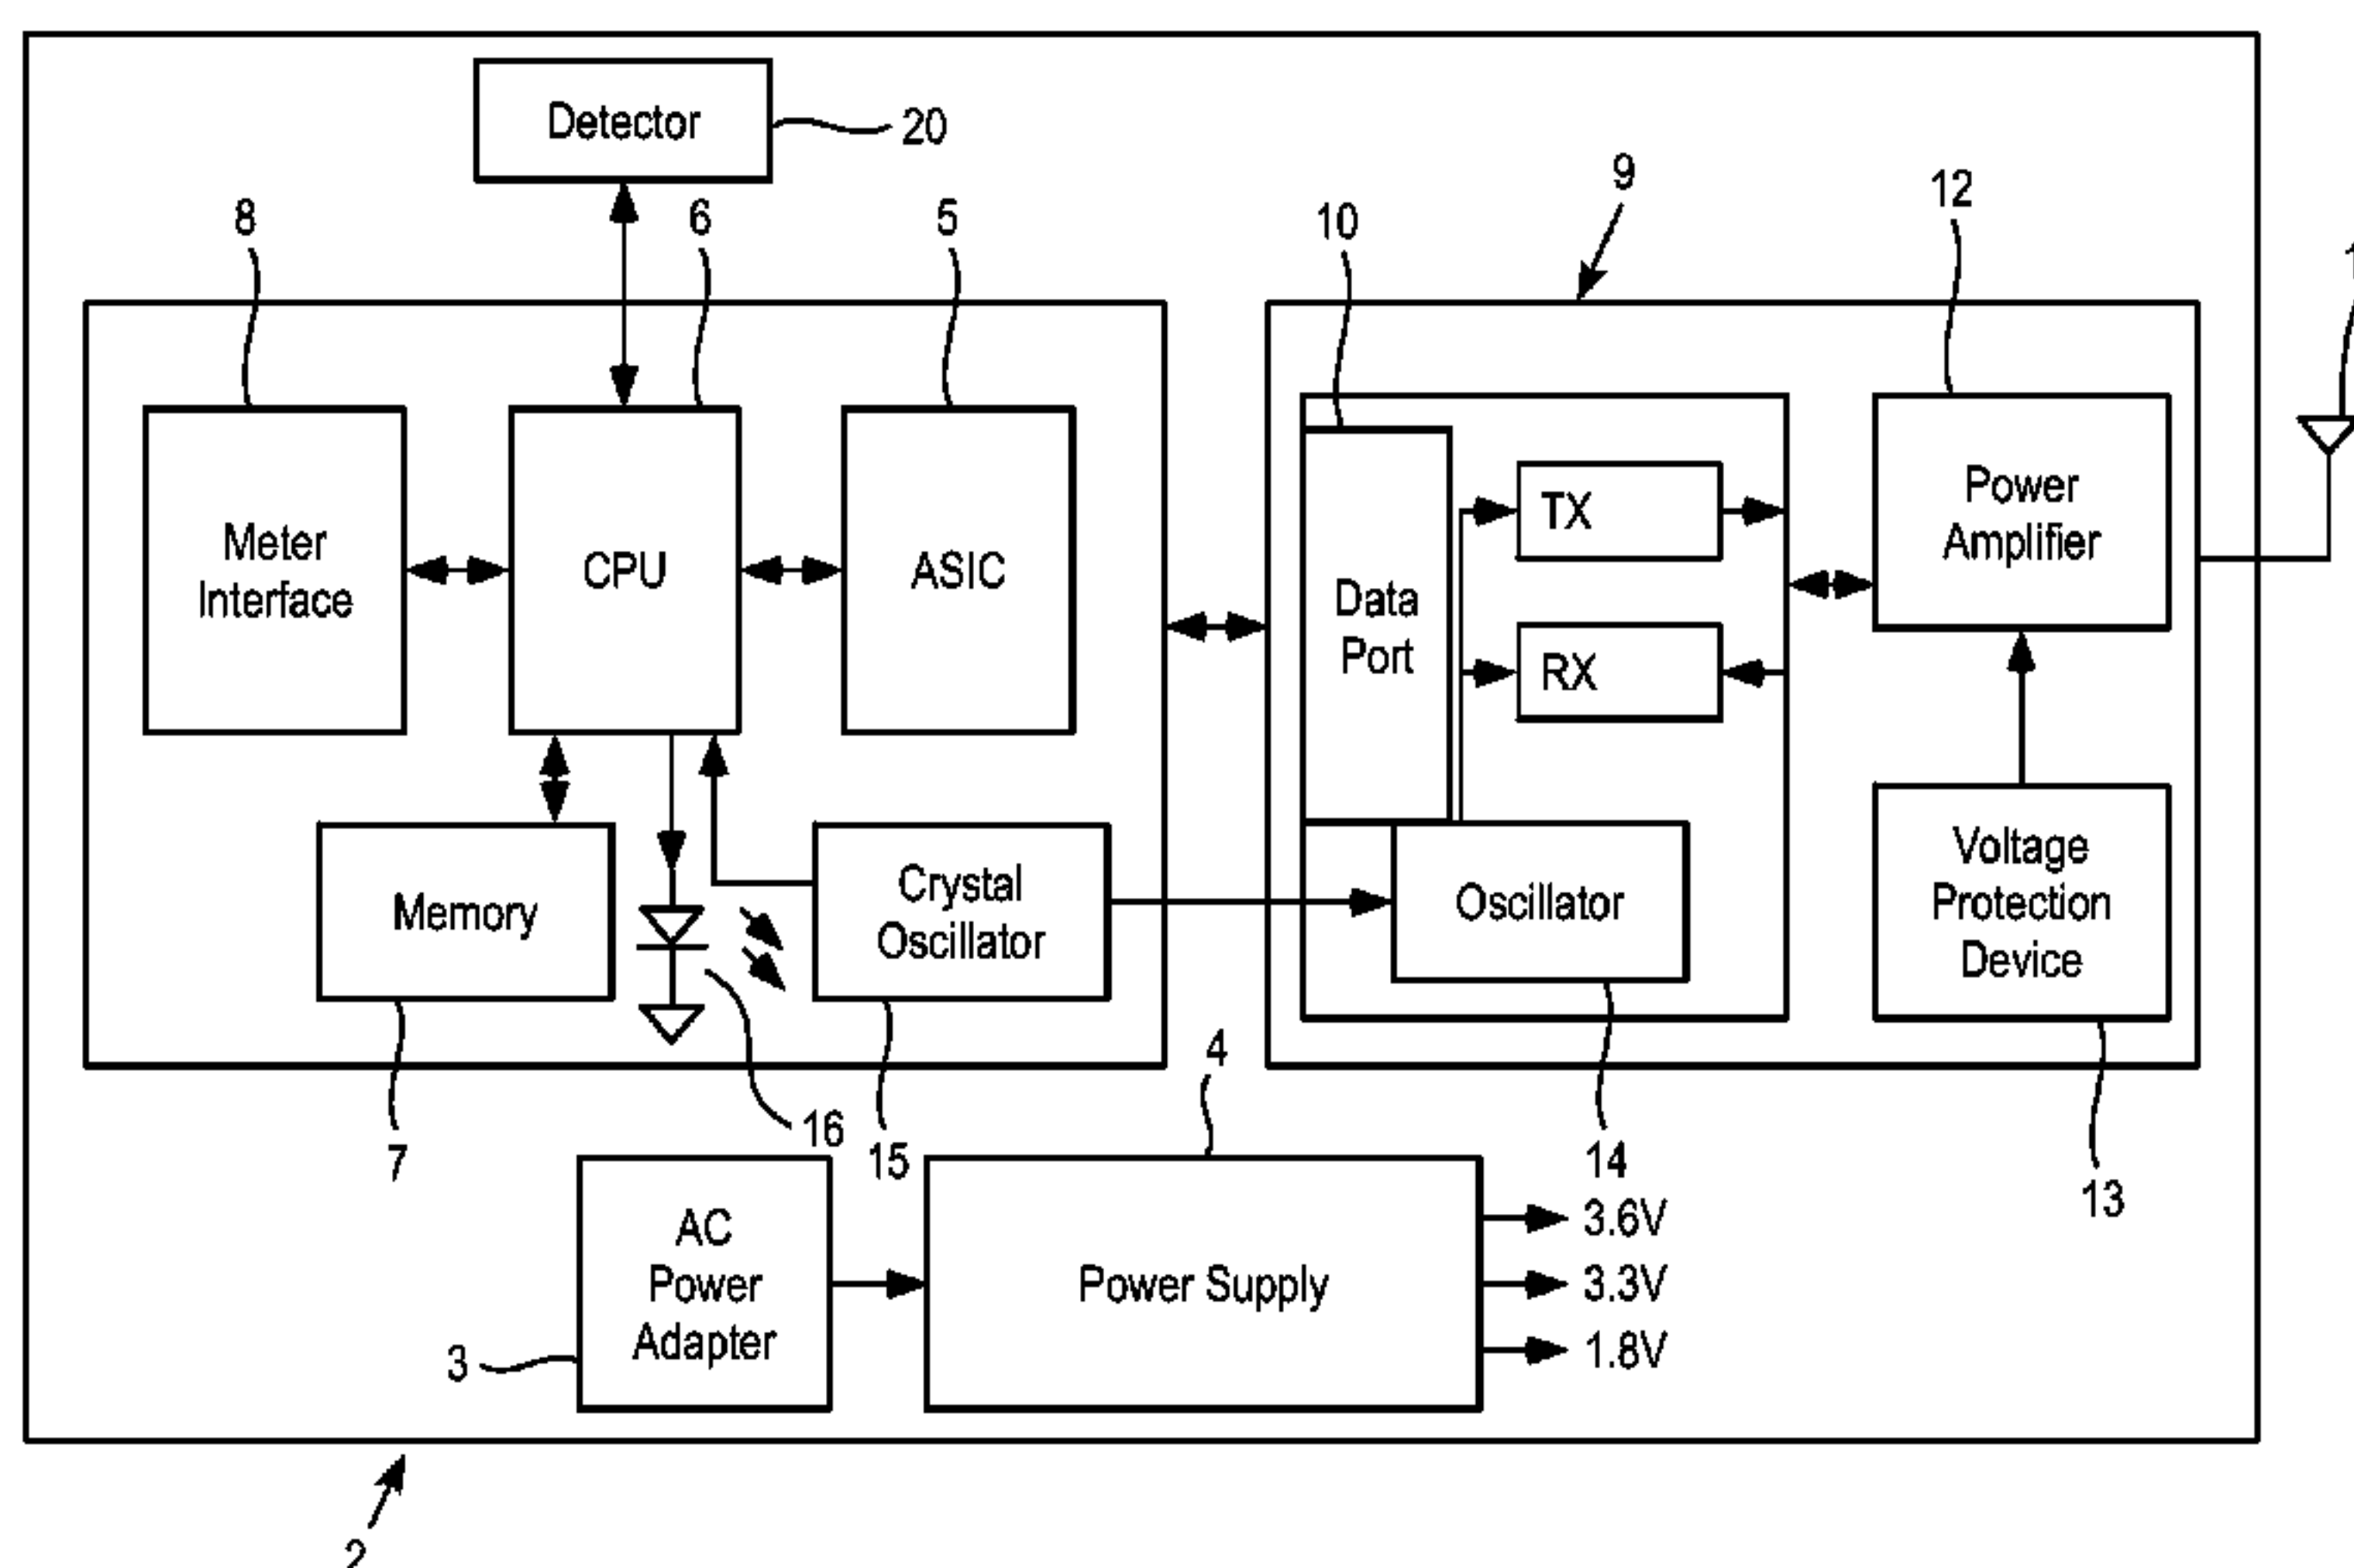 Detector
20
8
6
5
9
10
12
Meter
Interface
CPU
ASIC
Data
Port
TX
RX
Power
Amplifier
Memory
Crystal
Oscillator
Oscillator
Voltage
Protection
Device
7
16
15
4
14
13
AC
Power
Adapter
3
Power Supply
3.6V
3.3V
1.8V
2